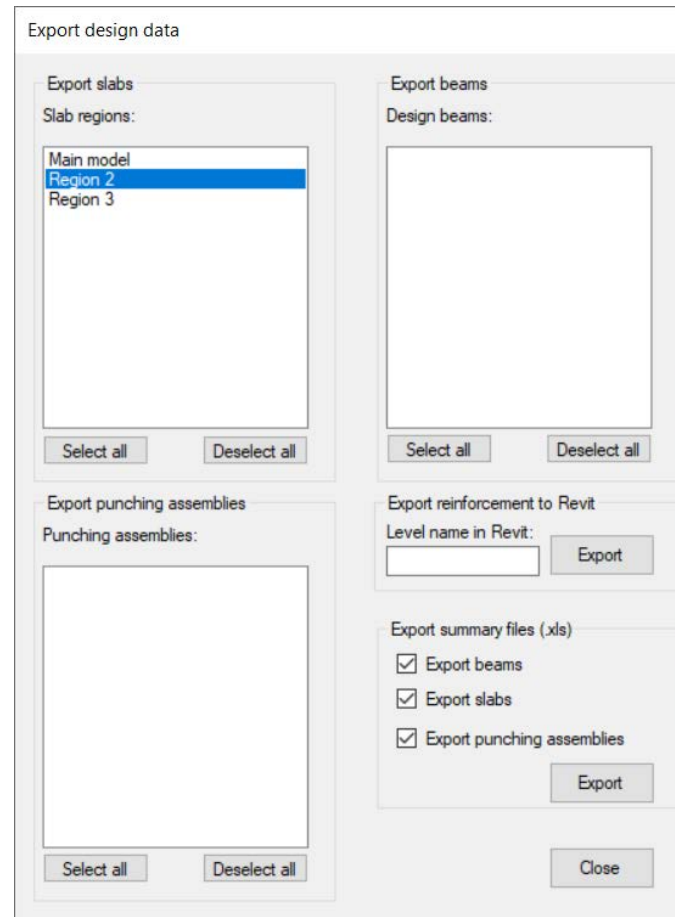 Export design data
Export slabs
Slab regions:
Main model
Region 2
Region 3
Select all
Deselect all
Export beams
Design beams:
Select all
Deselect all
Export punching assemblies
Punching assemblies:
Select all
Deselect all
Export reinforcement to Revit
Level name in Revit:
Export
Export summary files (.xls)
Export beams
Export slabs
Export punching assemblies
Export
Close